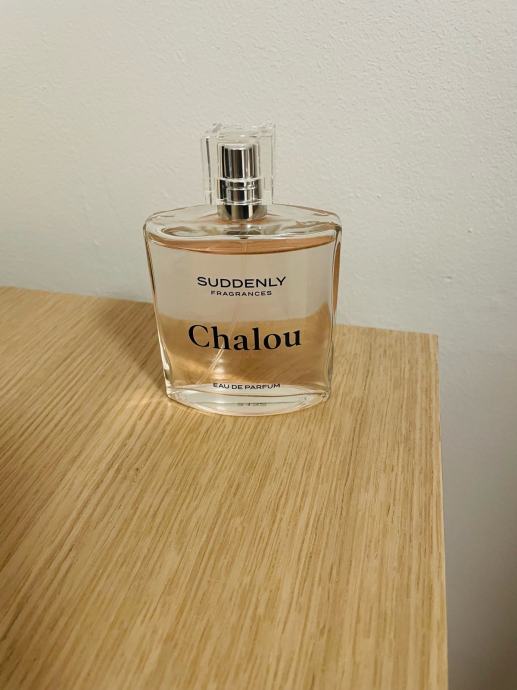 SUDDENLY
FRAGRANCES
Chalou
EAU DE PARFUM